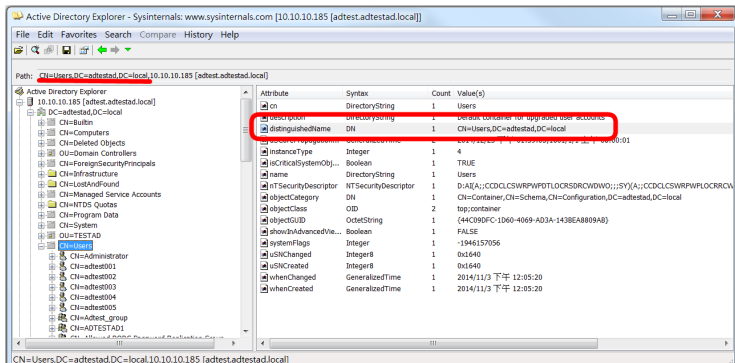 Active Directory Explorer - Sysinternals: www.sysinternals.com [10.10.10.185 [adtest.adtestad.local]]
File Edit Favorites Search Compare History Help
Path: CN=Users,DC=adtestad,DC=local,10.10.10.185 [adtest.adtestad.local]
Active Directory Explorer
10.10.10.185 [adtest.adtestad.local]
DC=adtestad,DC=local
CN=Builtin
CN=Computers
CN=Deleted Objects
OU=Domain Controllers
CN=ForeignSecurityPrincipals
CN=Infrastructure
CN=LostAndFound
CN=Managed Service Accounts
CN=NTDS Quotas
CN=Program Data
CN=System
OU=TESTAD
CN=Users
CN=Administrator
CN=adtest001
CN=adtest002
CN=adtest003
CN=adtest004
CN=adtest005
CN=Adtest_group
CN=ADTESTAD1
CN=Allowed RODC Password Replication Group
Attribute Syntax Count Value(s)
cn DirectoryString 1 Users
description DirectoryString 1 Default container for upgraded user accounts
distinguishedName DN 1 CN=Users,DC=adtestad,DC=local
instanceType Integer 1 4
isCriticalSystemObj... Boolean 1 TRUE
name DirectoryString 1 Users
nTSecurityDescriptor NTSecurityDescriptor 1 D:AI(A;;CCDCLCSWRPWPDTLOCRSDRCWDWO;;;SY)(A;;CCDCLCSWRPWPLOCRRCW
objectCategory DN 1 CN=Container,CN=Schema,CN=Configuration,DC=adtestad,DC=local
objectClass OID 2 top;container
objectGUID OctetString 1 {44C09DFC-1D60-4069-AD3A-143BEA8809AB}
showInAdvancedVie... Boolean 1 FALSE
systemFlags Integer 1 -1946157056
uSNChanged Integer8 1 0x1640
uSNCreated Integer8 1 0x1640
whenChanged GeneralizedTime 1 2014/11/3 下午 12:05:20
whenCreated GeneralizedTime 1 2014/11/3 下午 12:05:20
CN=Users,DC=adtestad,DC=local,10.10.10.185 [adtest.adtestad.local]